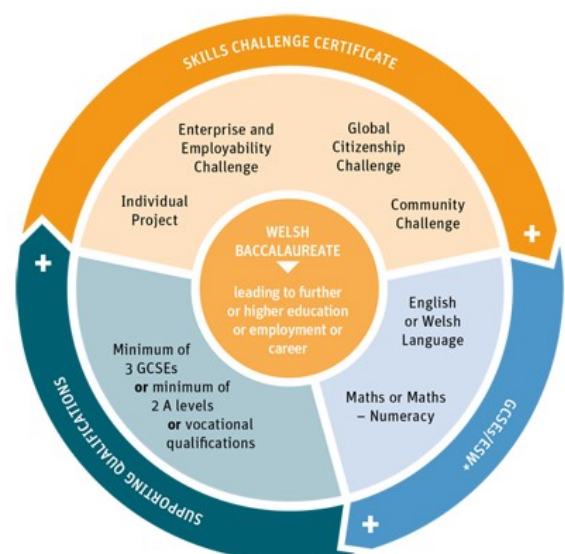 SKILLS CHALLENGE CERTIFICATE
Enterprise and
Employability
Challenge
Global
Citizenship
Challenge
Individual
Project
Community
Challenge
WELSH
BACCALAUREATE
leading to further
or higher education
or employment or
career
English
or Welsh
Language
Maths or Maths
– Numeracy
Minimum of
3 GCSEs
or minimum of
2 A levels
or vocational
qualifications
+
+
+
GCSEs/ESW*
SUPPORTING QUALIFICATIONS